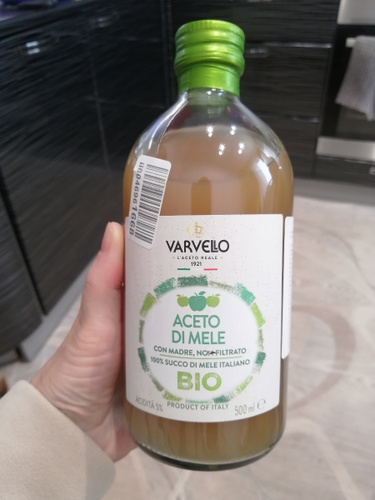 VARVELLO
L'ACETO REALE
1921
ACETO
DI MELE
CON MADRE, NON FILTRATO
100% SUCCO DI MELE ITALIANO
BIO
ACIDITÀ 5%
PRODUCT OF ITALY
500 ml e